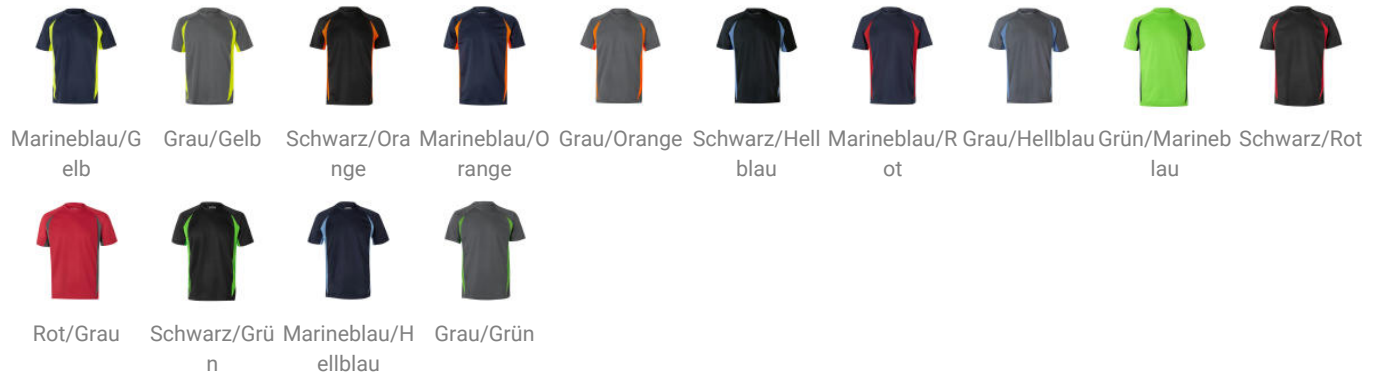 Marineblau/G Grau/Gelb Schwarz/Ora Marineblau/O Grau/Orange Schwarz/Hell Marineblau/R Grau/Hellblau Grün/Marineb Schwarz/Rot
elb nge range blau ot lau
Rot/Grau Schwarz/Grü Marineblau/H Grau/Grün
n ellblau